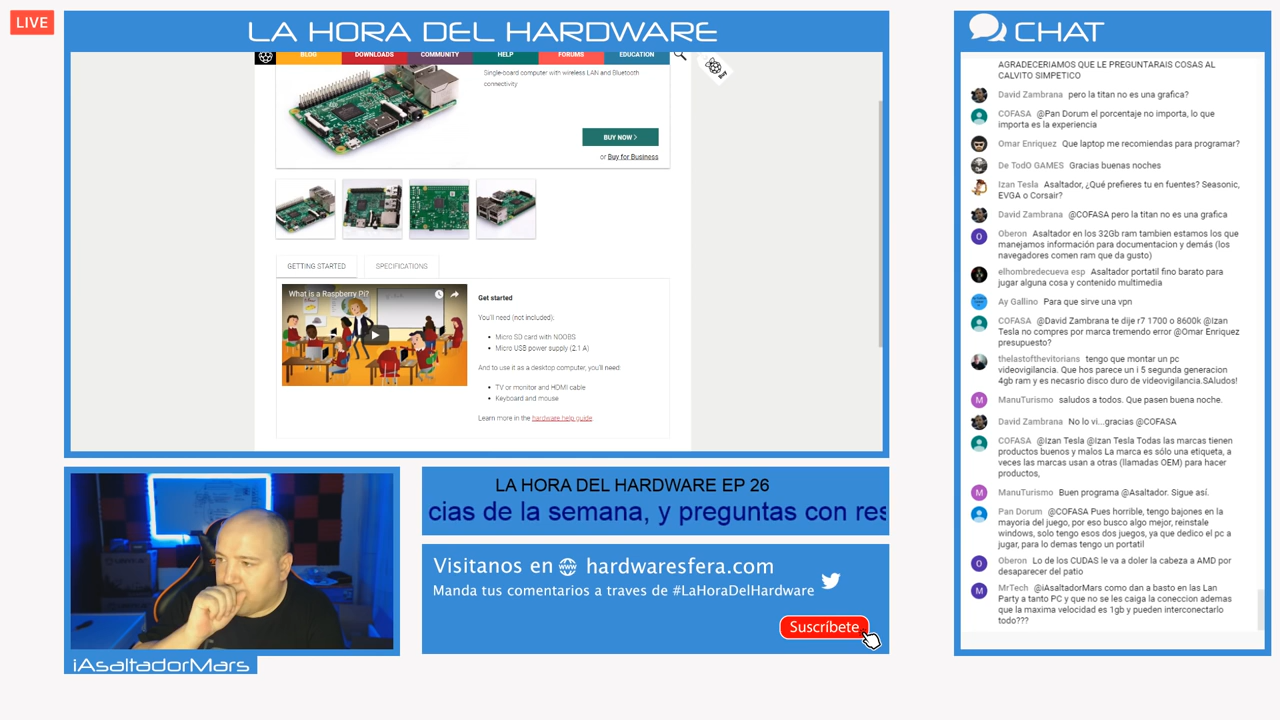 LIVE
LA HORA DEL HARDWARE
BLOG DOWNLOADS COMMUNITY HELP FORUMS EDUCATION
BUY
Single-board computer with wireless LAN and Bluetooth
connectivity
BUY NOW >
or Buy for Business
GETTING STARTED SPECIFICATIONS
What is a Raspberry Pi?
Get started
You'll need (not included):
Micro SD card with NOOBS
Micro USB power supply (2.1 A)
And to use it as a desktop computer, you'll need:
TV or monitor and HDMI cable
Keyboard and mouse
Learn more in the hardware help guide.
iAsaltadorMars
LA HORA DEL HARDWARE EP 26
cias de la semana, y preguntas con res
Visitanos en hardwaresfera.com
Manda tus comentarios a traves de #LaHoraDelHardware
Suscríbete
CHAT
AGRADECERIAMOS QUE LE PREGUNTARAIS COSAS AL
CALVITO SIMPETICO
David Zambrana pero la titan no es una grafica?
COFASA @Pan Dorum el porcentaje no importa, lo que
importa es la experiencia
Omar Enriquez Que laptop me recomiendas para programar?
De TodO GAMES Gracias buenas noches
Izan Tesla Asaltador, ¿Qué prefieres tu en fuentes? Seasonic,
EVGA o Corsair?
David Zambrana @COFASA pero la titan no es una grafica
O
Oberon Asaltador en los 32Gb ram tambien estamos los que
manejamos información para documentacion y demás (los
navegadores comen ram que da gusto)
elhombredecueva esp Asaltador portatil fino barato para
jugar alguna cosa y contenido multimedia
Ay Gallino Para que sirve una vpn
COFASA @David Zambrana te dije r7 1700 o 8600k @Izan
Tesla no compres por marca tremendo error @Omar Enriquez
presupuesto?
thelastofthevitorians tengo que montar un pc
videovigilancia. Que hos parece un i 5 segunda generacion
4gb ram y es necasrio disco duro de videovigilancia.SAludos!
M
ManuTurismo saludos a todos. Que pasen buena noche.
David Zambrana No lo vi...gracias @COFASA
COFASA @Izan Tesla @Izan Tesla Todas las marcas tienen
productos buenos y malos La marca es sólo una etiqueta, a
veces las marcas usan a otras (llamadas OEM) para hacer
productos,
M
ManuTurismo Buen programa @Asaltador. Sigue así.
Pan Dorum @COFASA Pues horrible, tengo bajones en la
mayoria del juego, por eso busco algo mejor, reinstale
windows, solo tengo esos dos juegos, ya que dedico el pc a
jugar, para lo demas tengo un portatil
O
Oberon Lo de los CUDAS le va a doler la cabeza a AMD por
desaparecer del patio
M
MrTech @iAsaltadorMars como dan a basto en las Lan
Party a tanto PC y que no se les caiga la coneccion ademas
que la maxima velocidad es 1gb y pueden interconectarlo
todo???